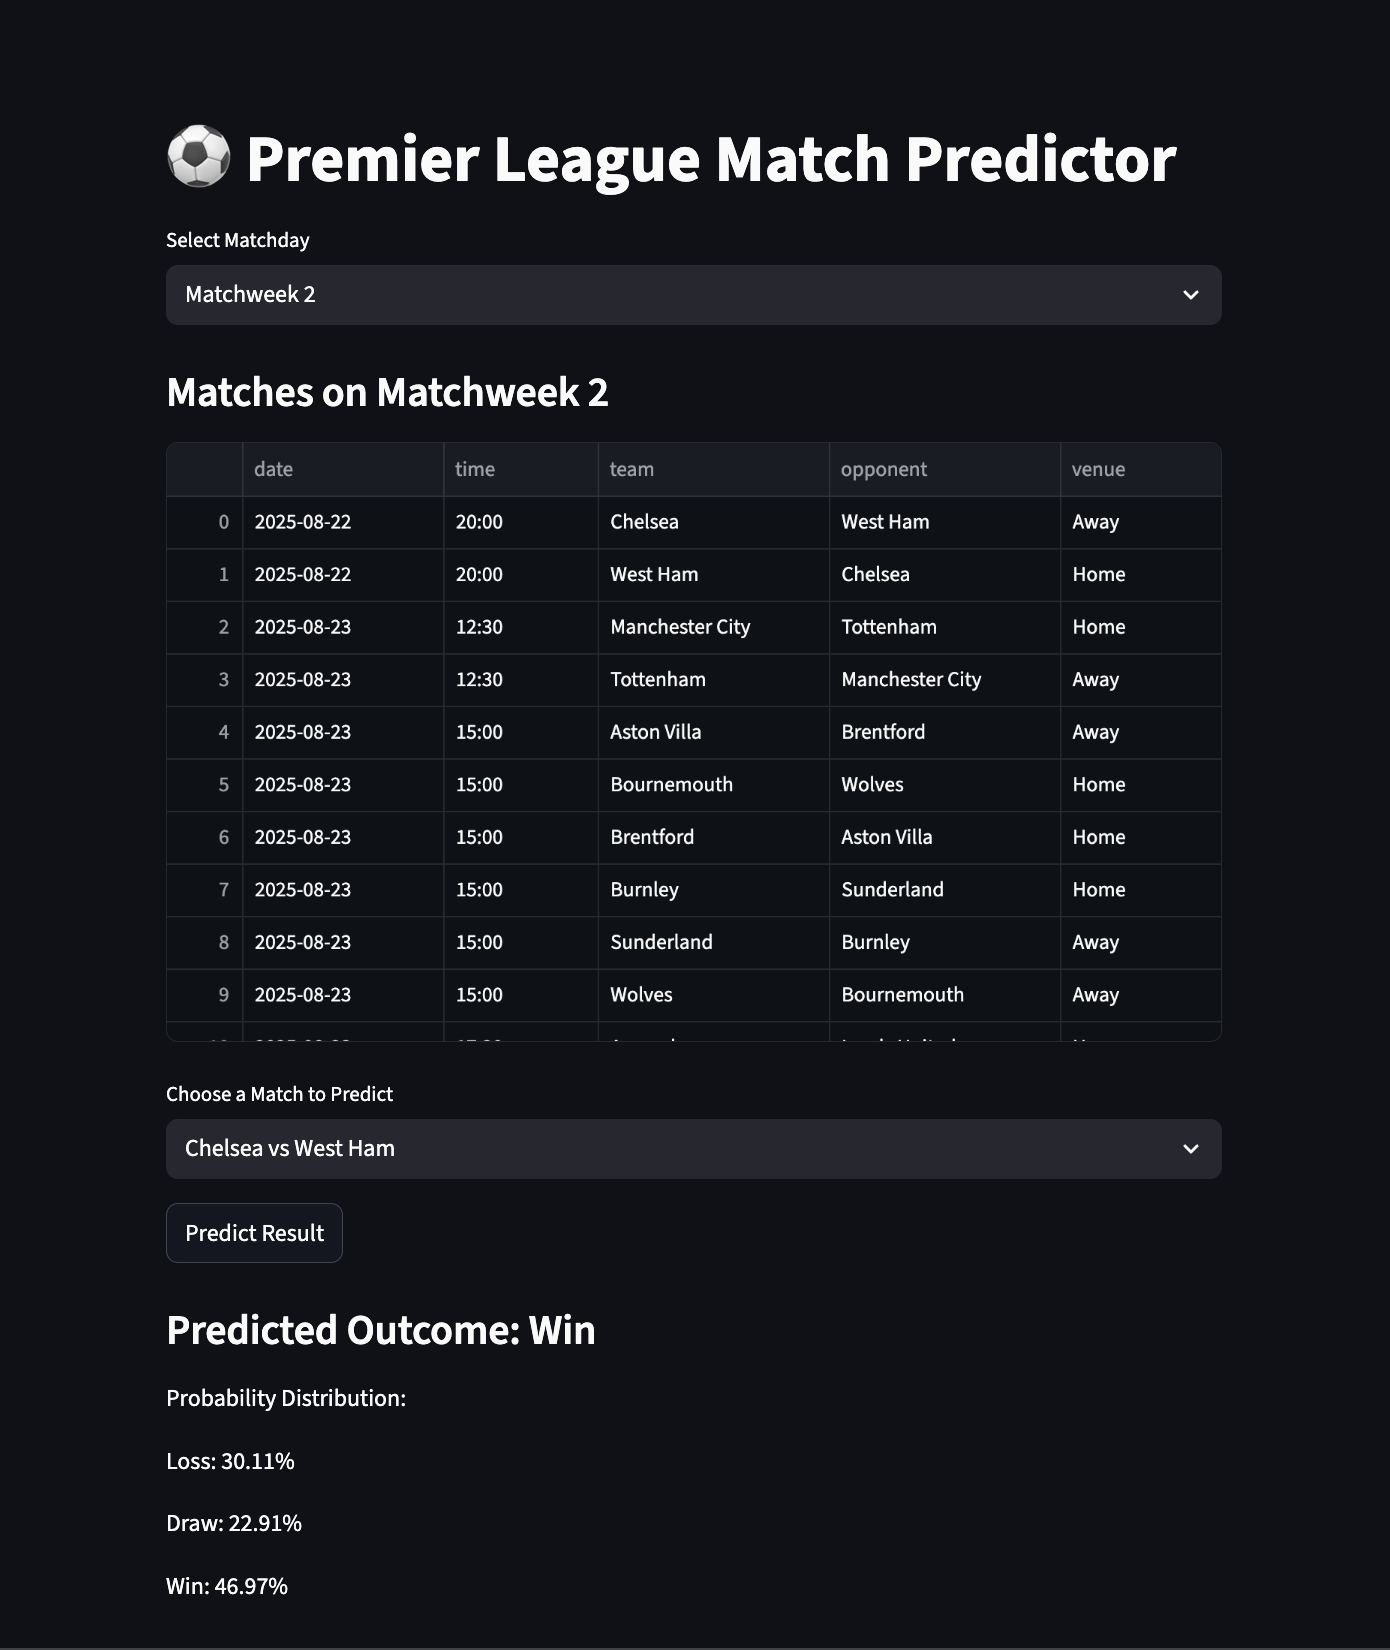 Premier League Match Predictor
Select Matchday
Matchweek 2
Matches on Matchweek 2
date time team opponent venue
0 2025-08-22 20:00 Chelsea West Ham Away
1 2025-08-22 20:00 West Ham Chelsea Home
2 2025-08-23 12:30 Manchester City Tottenham Home
3 2025-08-23 12:30 Tottenham Manchester City Away
4 2025-08-23 15:00 Aston Villa Brentford Away
5 2025-08-23 15:00 Bournemouth Wolves Home
6 2025-08-23 15:00 Brentford Aston Villa Home
7 2025-08-23 15:00 Burnley Sunderland Home
8 2025-08-23 15:00 Sunderland Burnley Away
9 2025-08-23 15:00 Wolves Bournemouth Away
Choose a Match to Predict
Chelsea vs West Ham
Predict Result
Predicted Outcome: Win
Probability Distribution:
Loss: 30.11%
Draw: 22.91%
Win: 46.97%